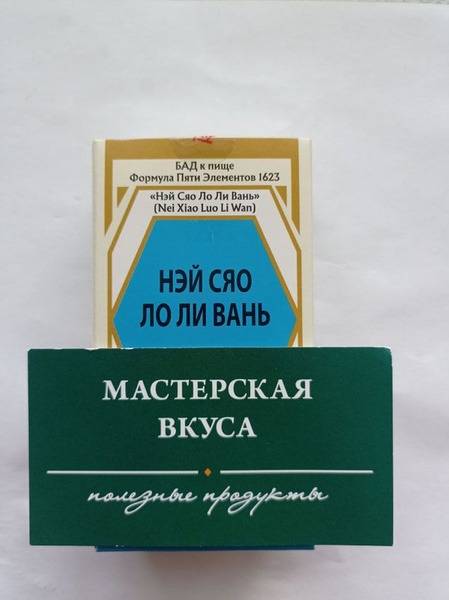 БАД к пище
Формула Пяти Элементов 1623
«Нэй Сяо Ло Ли Вань»
(Nei Xiao Luo Li Wan)
НЭЙ СЯО
ЛО ЛИ ВАНЬ
МАСТЕРСКАЯ
ВКУСА
полезные продукты